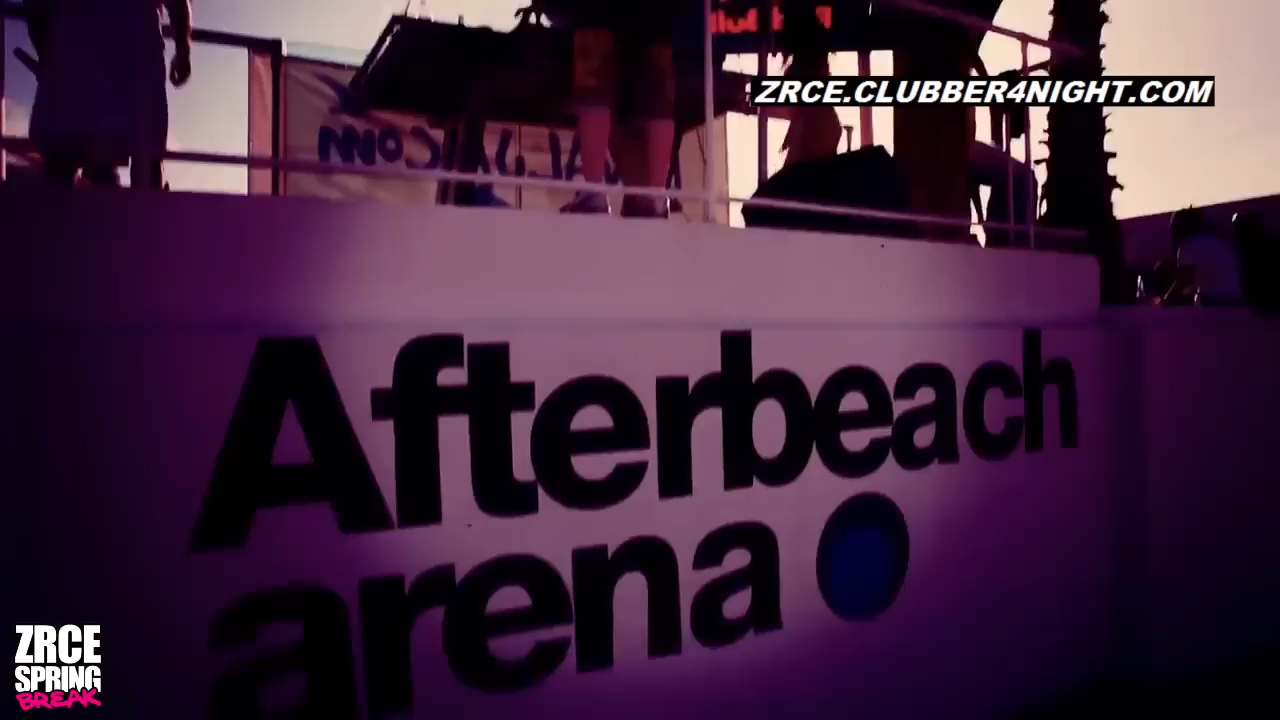 ZRCE.CLUBBER4NIGHT.COM
Afterbeach
arena
ZRCE
SPRING
BREAK